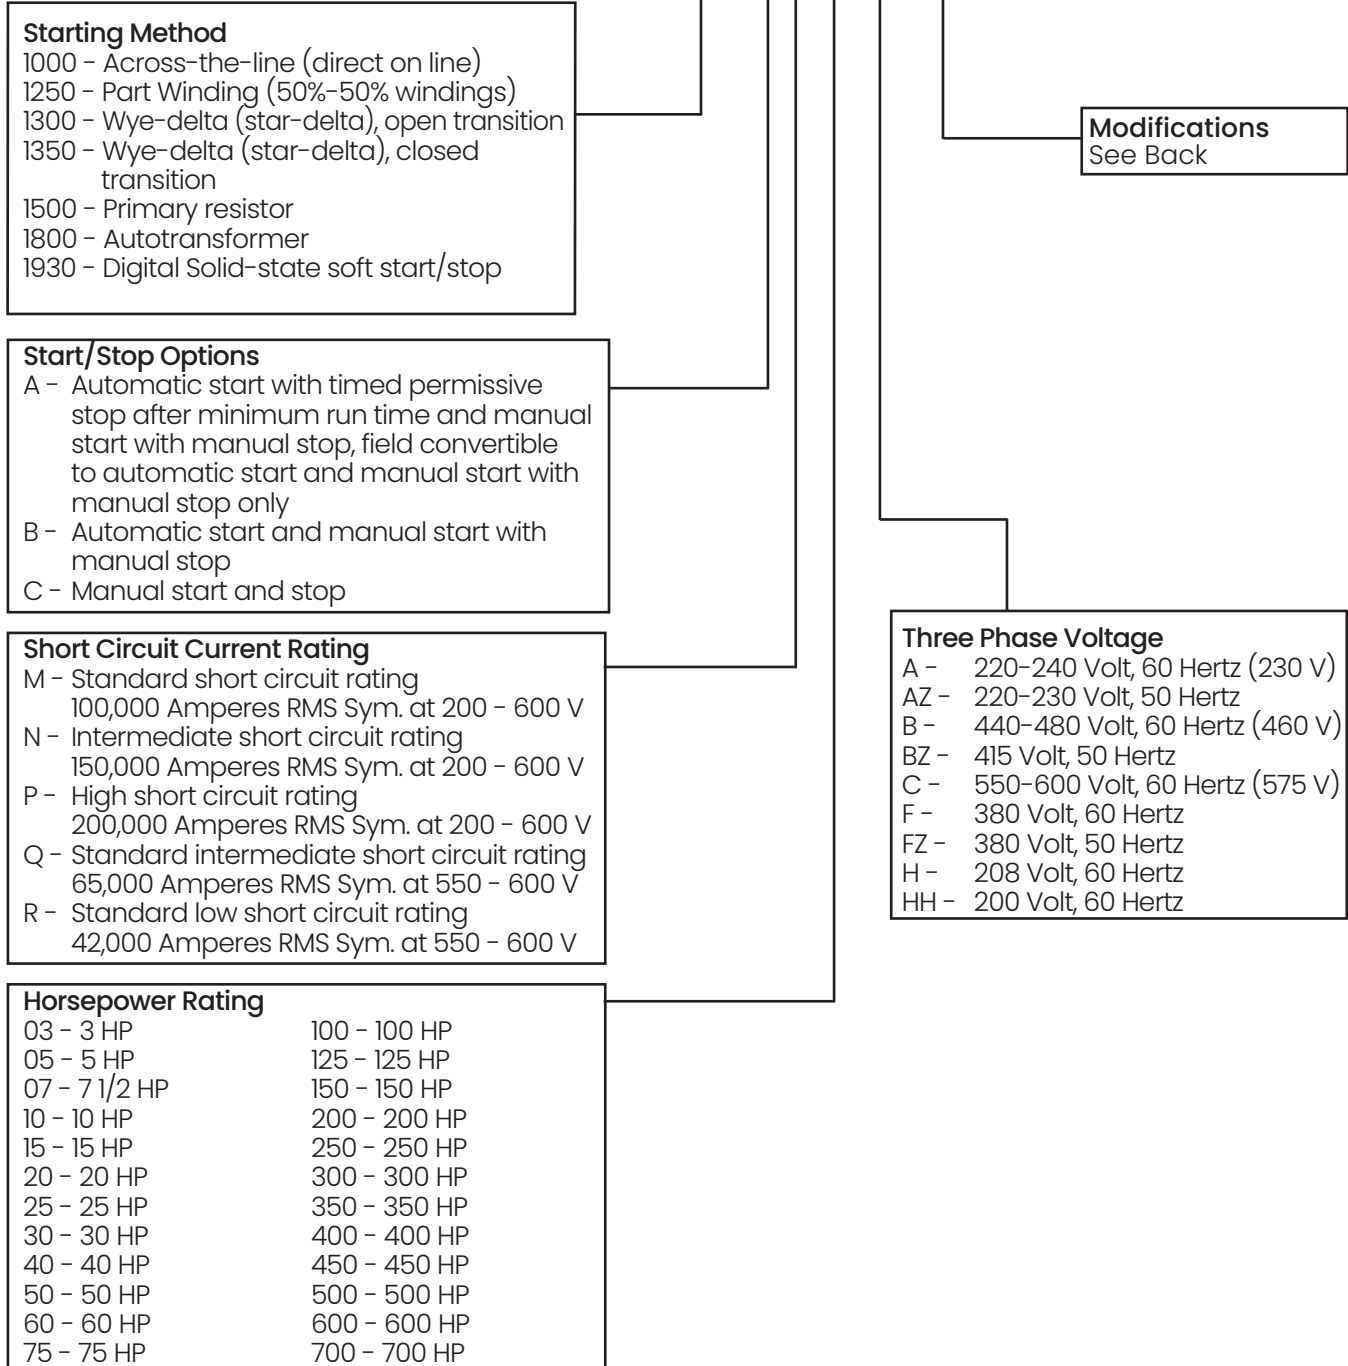 Starting Method
1000 - Across-the-line (direct on line)
1250 - Part Winding (50%-50% windings)
1300 - Wye-delta (star-delta), open transition
1350 - Wye-delta (star-delta), closed
transition
1500 - Primary resistor
1800 - Autotransformer
1930 - Digital Solid-state soft start/stop
Modifications
See Back
Start/Stop Options
A - Automatic start with timed permissive
stop after minimum run time and manual
start with manual stop, field convertible
to automatic start and manual start with
manual stop only
B - Automatic start and manual start with
manual stop
C - Manual start and stop
Short Circuit Current Rating
M - Standard short circuit rating
100,000 Amperes RMS Sym. at 200 - 600 V
N - Intermediate short circuit rating
150,000 Amperes RMS Sym. at 200 - 600 V
P - High short circuit rating
200,000 Amperes RMS Sym. at 200 - 600 V
Q - Standard intermediate short circuit rating
65,000 Amperes RMS Sym. at 550 - 600 V
R - Standard low short circuit rating
42,000 Amperes RMS Sym. at 550 - 600 V
Three Phase Voltage
A - 220-240 Volt, 60 Hertz (230 V)
AZ - 220-230 Volt, 50 Hertz
B - 440-480 Volt, 60 Hertz (460 V)
BZ - 415 Volt, 50 Hertz
C - 550-600 Volt, 60 Hertz (575 V)
F - 380 Volt, 60 Hertz
FZ - 380 Volt, 50 Hertz
H - 208 Volt, 60 Hertz
HH - 200 Volt, 60 Hertz
Horsepower Rating
03 - 3 HP
05 - 5 HP
07 - 7 1/2 HP
10 - 10 HP
15 - 15 HP
20 - 20 HP
25 - 25 HP
30 - 30 HP
40 - 40 HP
50 - 50 HP
60 - 60 HP
75 - 75 HP
100 - 100 HP
125 - 125 HP
150 - 150 HP
200 - 200 HP
250 - 250 HP
300 - 300 HP
350 - 350 HP
400 - 400 HP
450 - 450 HP
500 - 500 HP
600 - 600 HP
700 - 700 HP